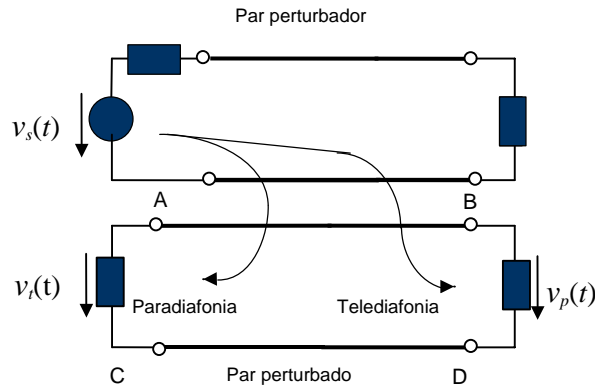 Par perturbador
v_s(t)
A
B
v_t(t)
Paradiafonia
Telediafonia
v_p(t)
C
Par perturbado
D